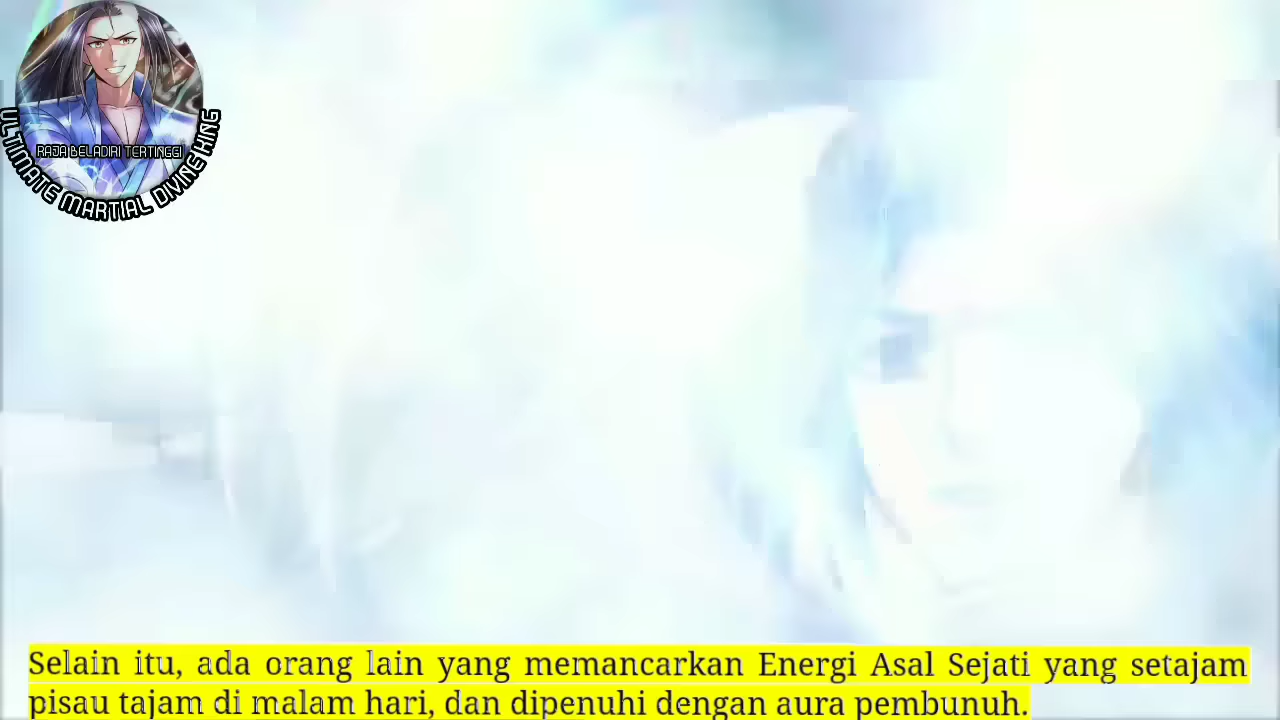 RAJA BELADIRI TERTINGGI
ULTIMATE MARTIAL DIVINE KING
Selain itu, ada orang lain yang memancarkan Energi Asal Sejati yang setajam
pisau tajam di malam hari, dan dipenuhi dengan aura pembunuh.